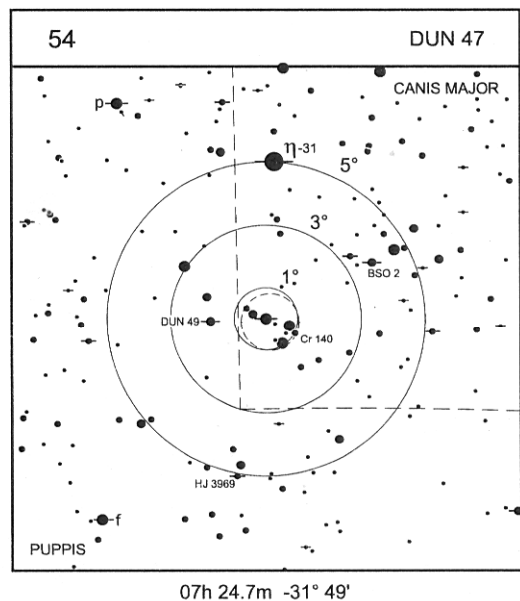 54 DUN 47
CANIS MAJOR
p
η-31
5°
3°
1°
BSO 2
DUN 49
Cr 140
HJ 3969
f
PUPPIS
07h 24.7m -31° 49'